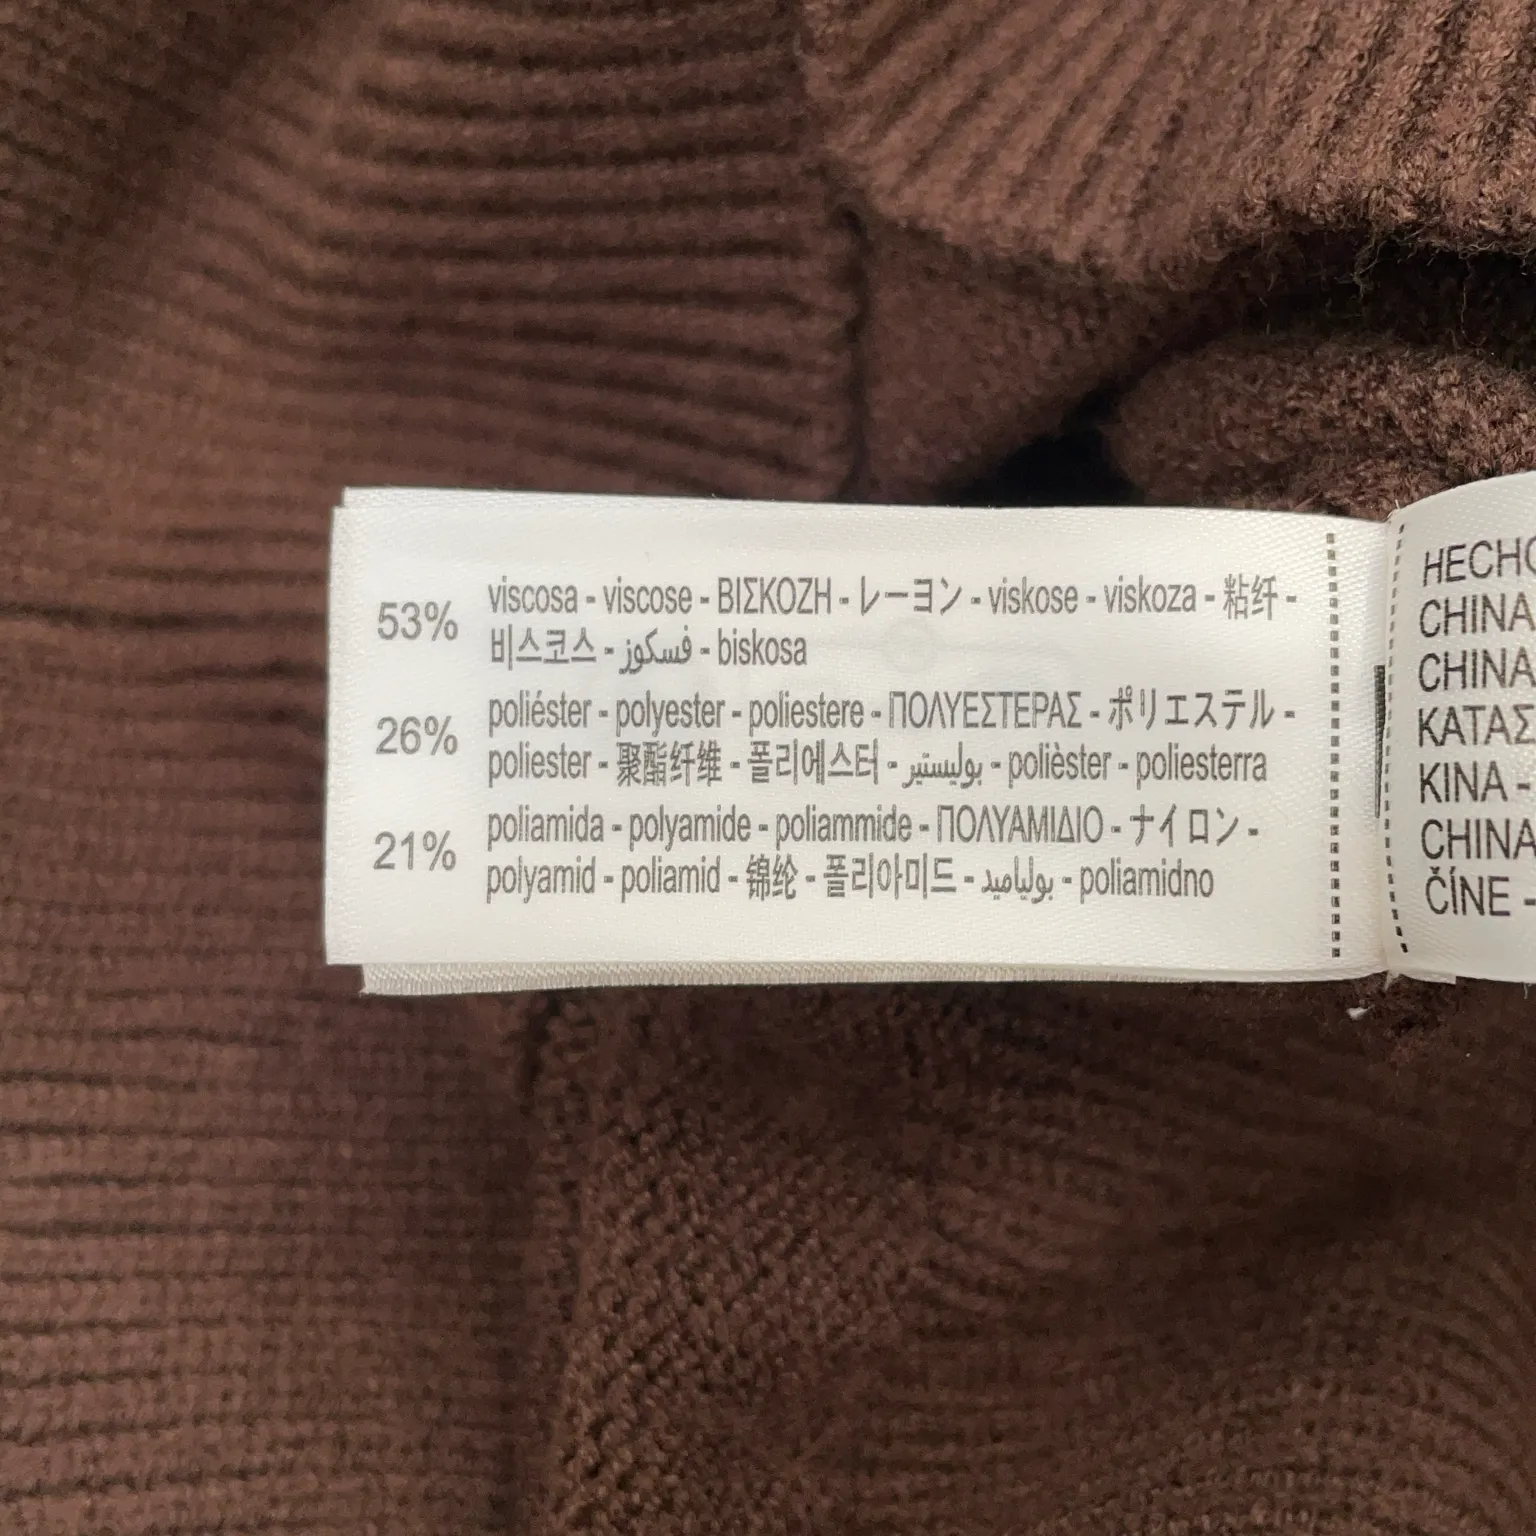 53% viscosa - viscose - ΒΙΣΚΟΖΗ - レーヨン - viskose - viskoza - 粘纤 -
비스코스 - فسكوز - biskosa
26% poliéster - polyester - poliestere - ΠΟΛΥΕΣΤΕΡΑΣ - ポリエステル -
poliester - 聚酯纤维 - 폴리에스터 - بوليستير - polièster - poliesterra
21% poliamida - polyamide - poliammide - ΠΟΛΥΑΜΙΔΙΟ - ナイロン -
polyamid - poliamid - 锦纶 - 폴리아미드 - بولياميد - poliamidno
HECHO
CHINA
CHINA
ΚΑΤΑΣ
KINA -
CHINA
ČÍNE -